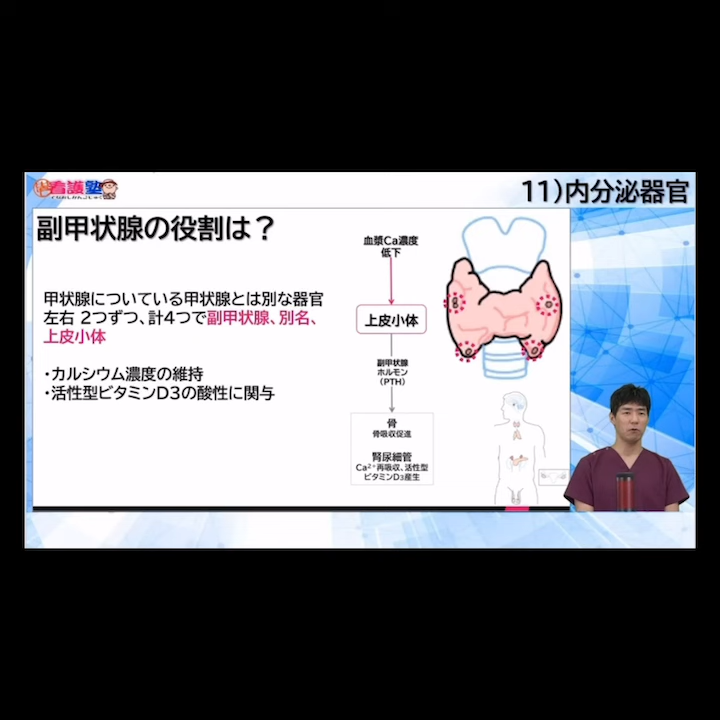 看護塾
11)内分泌器官
副甲状腺の役割は？
甲状腺についている甲状腺とは別な器官
左右 2つずつ、計4つで副甲状腺、別名、
上皮小体
・カルシウム濃度の維持
・活性型ビタミンD3の酸性に関与
血漿Ca濃度
低下
上皮小体
副甲状腺
ホルモン
(PTH)
骨
骨吸収促進
腎尿細管
Ca²⁺再吸収、活性型
ビタミンD₃産生